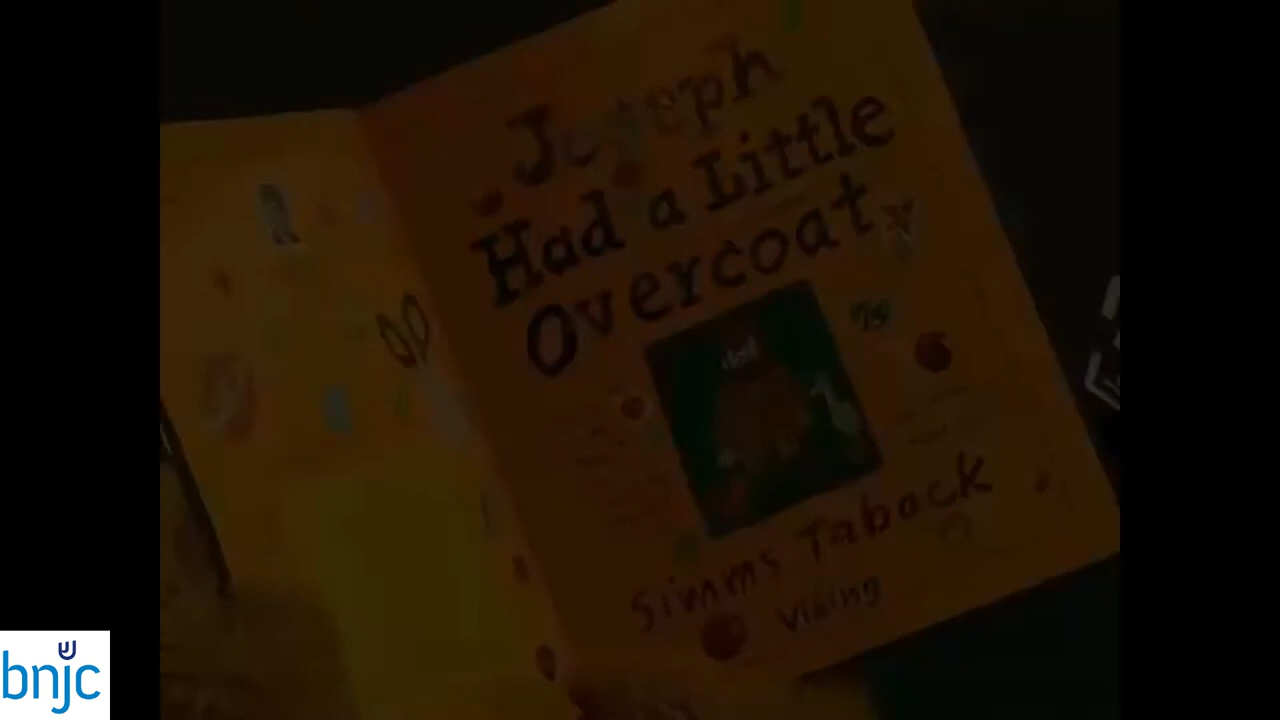 Joseph
Had a Little
Overcoat
Simms Taback
Viking
bnjc